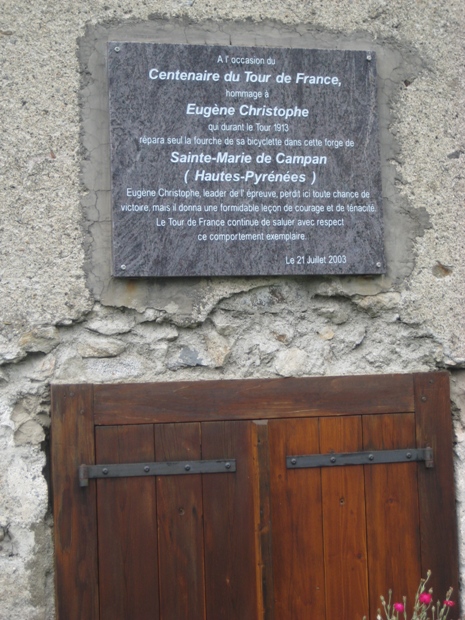 A l'occasion du
Centenaire du Tour de France,
hommage à
Eugène Christophe
qui durant le Tour 1913
répara seul la fourche de sa bicyclette dans cette forge de
Sainte-Marie de Campan
( Hautes-Pyrénées )
Eugène Christophe, leader de l'épreuve, perdit ici toute chance de
victoire, mais il donna une formidable leçon de courage et de ténacité.
Le Tour de France continue de saluer avec respect
ce comportement exemplaire.
Le 21 Juillet 2003